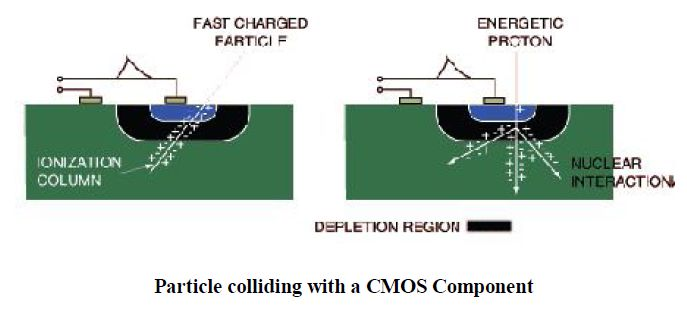 FAST CHARGED
PARTICLE
IONIZATION
COLUMN
ENERGETIC
PROTON
NUCLEAR
INTERACTION
DEPLETION REGION
Particle colliding with a CMOS Component